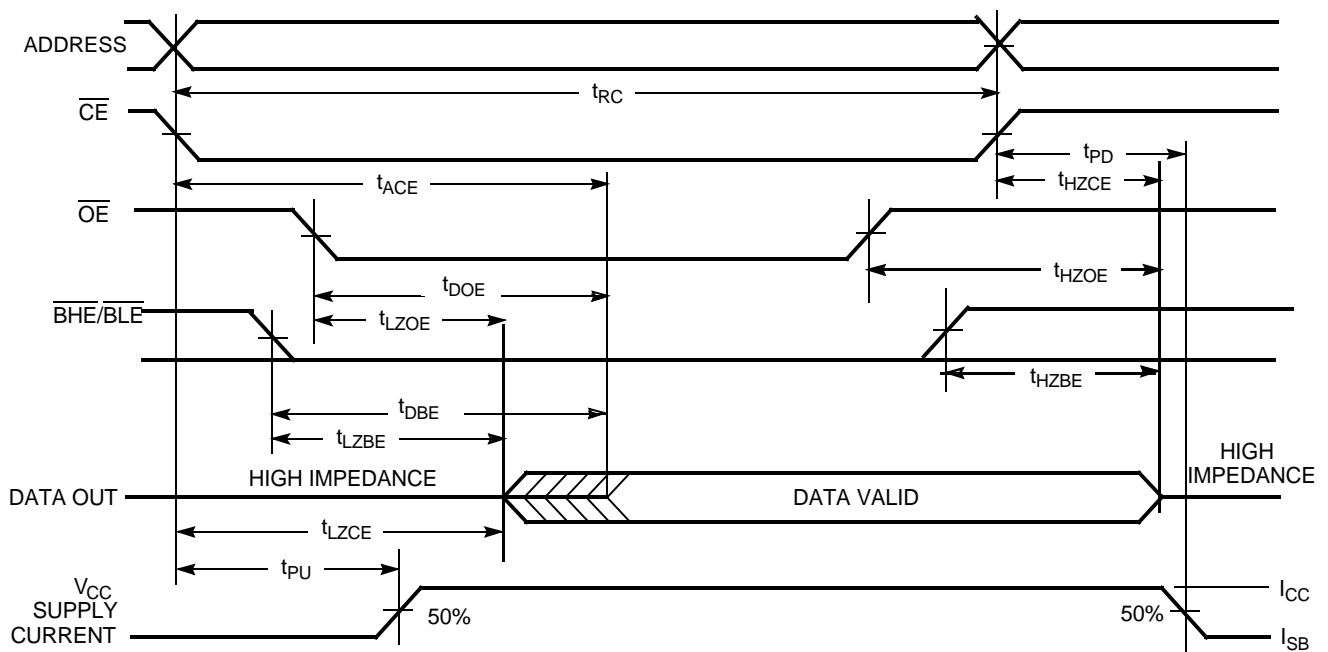 ADDRESS
tRC
CE
tPD
tACE
tHZCE
OE
tHZOE
tDOE
BHE/BLE
tLZOE
tHZBE
tDBE
tLZBE
HIGH IMPEDANCE
HIGH
IMPEDANCE
DATA OUT
DATA VALID
tLZCE
tPU
VCC
SUPPLY
CURRENT
50%
50%
ICC
ISB